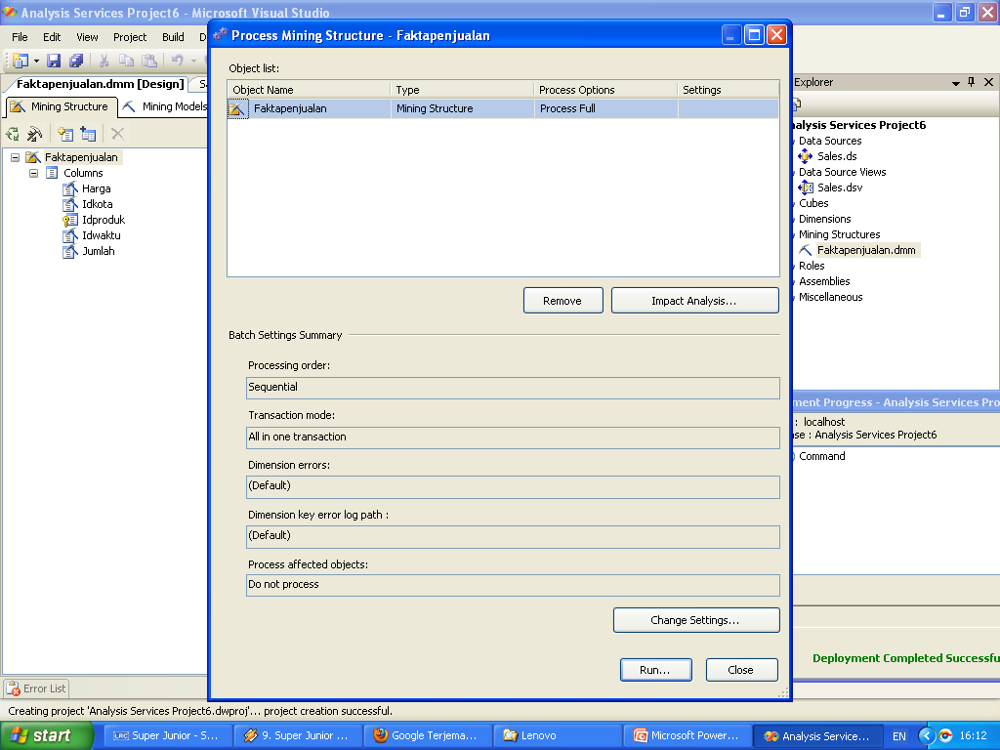 Analysis Services Project6 - Microsoft Visual Studio
File Edit View Project Build D
Process Mining Structure - Faktapenjualan
Faktapenjualan.dmm [Design]
Mining Structure Mining Models
Faktapenjualan
Columns
Harga
Idkota
Idproduk
Idwaktu
Jumlah
Object list:
Object Name Type Process Options Settings
Faktapenjualan Mining Structure Process Full
Remove Impact Analysis...
Batch Settings Summary
Processing order:
Sequential
Transaction mode:
All in one transaction
Dimension errors:
(Default)
Dimension key error log path :
(Default)
Process affected objects:
Do not process
Change Settings...
Run... Close
Explorer
alysis Services Project6
Data Sources
Sales.ds
Data Source Views
Sales.dsv
Cubes
Dimensions
Mining Structures
Faktapenjualan.dmm
Roles
Assemblies
Miscellaneous
ment Progress - Analysis Services Pro
: localhost
ase : Analysis Services Project6
Command
Deployment Completed Successfu
Error List
Creating project 'Analysis Services Project6.dwproj'... project creation successful.
start LRC Super Junior - S... 9. Super Junior ... Google Terjema... Lenovo Microsoft Power... Analysis Service... EN 16:12